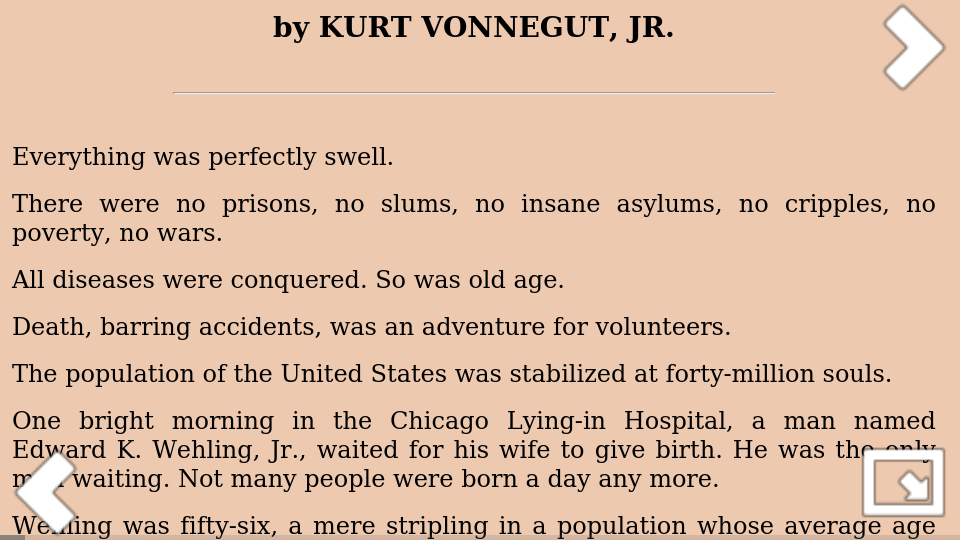 by KURT VONNEGUT, JR.
Everything was perfectly swell.
There were no prisons, no slums, no insane asylums, no cripples, no
poverty, no wars.
All diseases were conquered. So was old age.
Death, barring accidents, was an adventure for volunteers.
The population of the United States was stabilized at forty-million souls.
One bright morning in the Chicago Lying-in Hospital, a man named
Edward K. Wehling, Jr., waited for his wife to give birth. He was the only
man waiting. Not many people were born a day any more.
Wehling was fifty-six, a mere stripling in a population whose average age